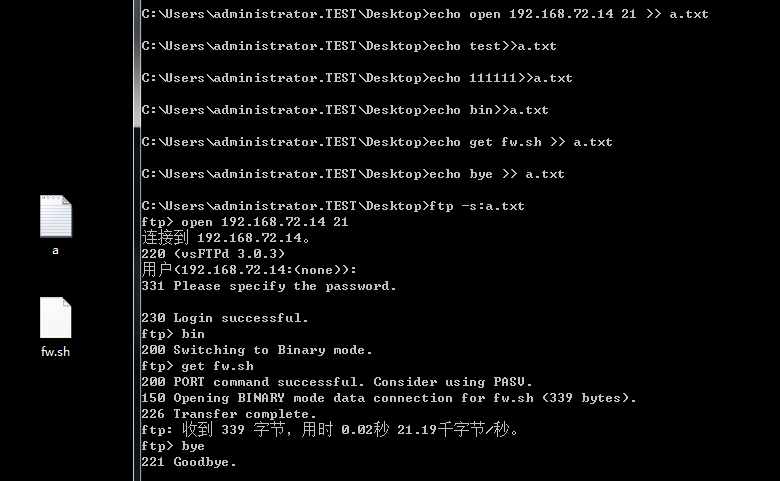 C:\Users\administrator.TEST\Desktop>echo open 192.168.72.14 21 >> a.txt
C:\Users\administrator.TEST\Desktop>echo test>>a.txt
C:\Users\administrator.TEST\Desktop>echo 111111>>a.txt
C:\Users\administrator.TEST\Desktop>echo bin>>a.txt
C:\Users\administrator.TEST\Desktop>echo get fw.sh >> a.txt
C:\Users\administrator.TEST\Desktop>echo bye >> a.txt
C:\Users\administrator.TEST\Desktop>ftp -s:a.txt
ftp> open 192.168.72.14 21
连接到 192.168.72.14。
220 (vsFTPd 3.0.3)
用户(192.168.72.14:(none)):
331 Please specify the password.
230 Login successful.
ftp> bin
200 Switching to Binary mode.
ftp> get fw.sh
200 PORT command successful. Consider using PASV.
150 Opening BINARY mode data connection for fw.sh (339 bytes).
226 Transfer complete.
ftp: 收到 339 字节，用时 0.02秒 21.19千字节/秒。
ftp> bye
221 Goodbye.
a
fw.sh